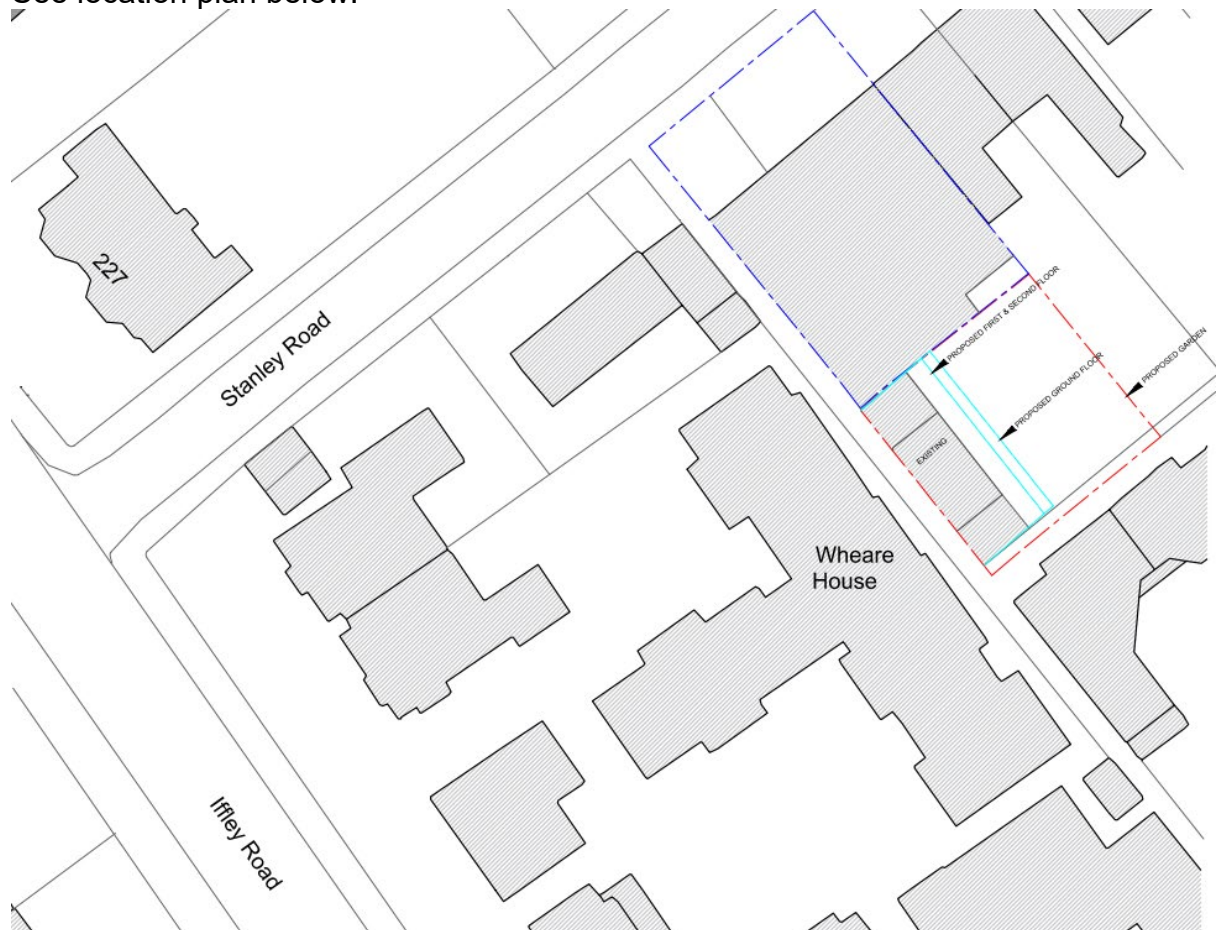 See location plan below:
227
Stanley Road
PROPOSED FIRST & SECOND FLOOR
PROPOSED GARDEN
PROPOSED GROUND FLOOR
EXISTING
Wheare
House
Iffley Road